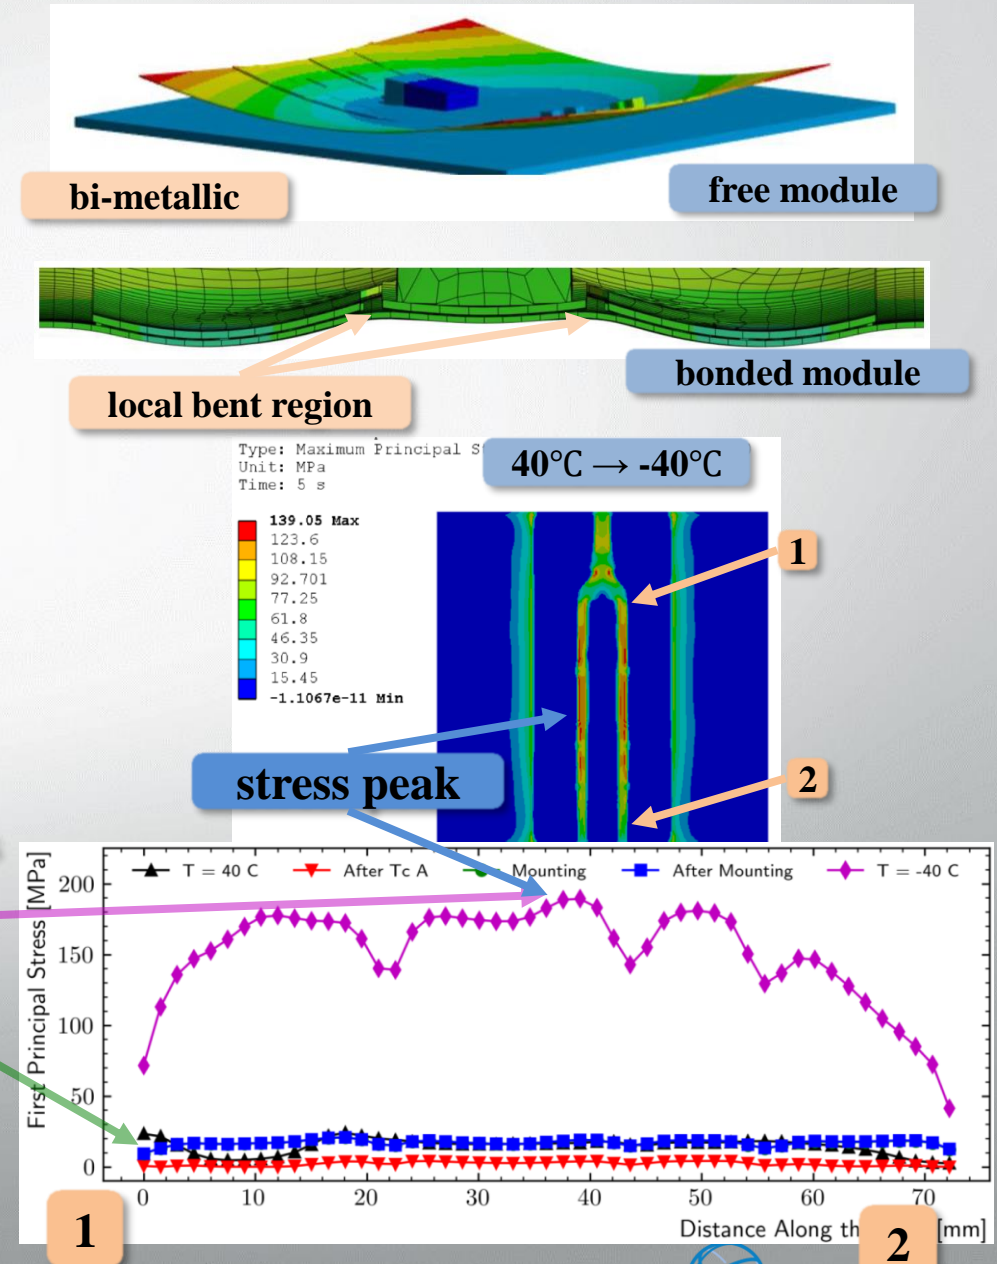 bi-metallic
free module
local bent region
bonded module
Type: Maximum Principal S
Unit: MPa
Time: 5 s
40℃ → -40℃
139.05 Max
123.6
108.15
92.701
77.25
61.8
46.35
30.9
15.45
-1.1067e-11 Min
1
stress peak
2
T = 40 C
After Tc A
Mounting
After Mounting
T = -40 C
First Principal Stress [MPa]
200
150
100
50
0
0 10 20 30 40 50 60 70
Distance Along th [mm]
1
2